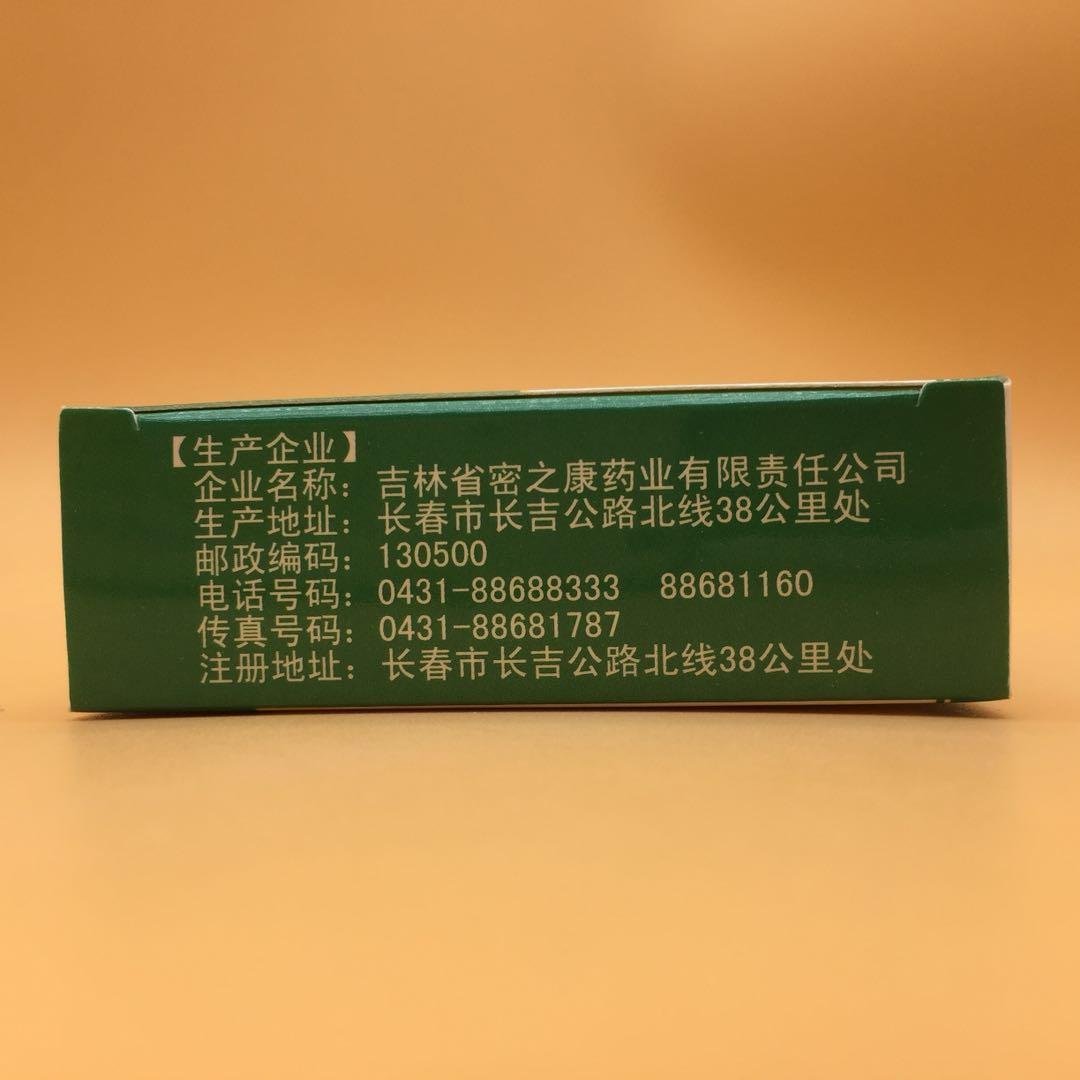 【生产企业】
企业名称：吉林省密之康药业有限责任公司
生产地址：长春市长吉公路北线38公里处
邮政编码：130500
电话号码：0431-88688333 88681160
传真号码：0431-88681787
注册地址：长春市长吉公路北线38公里处